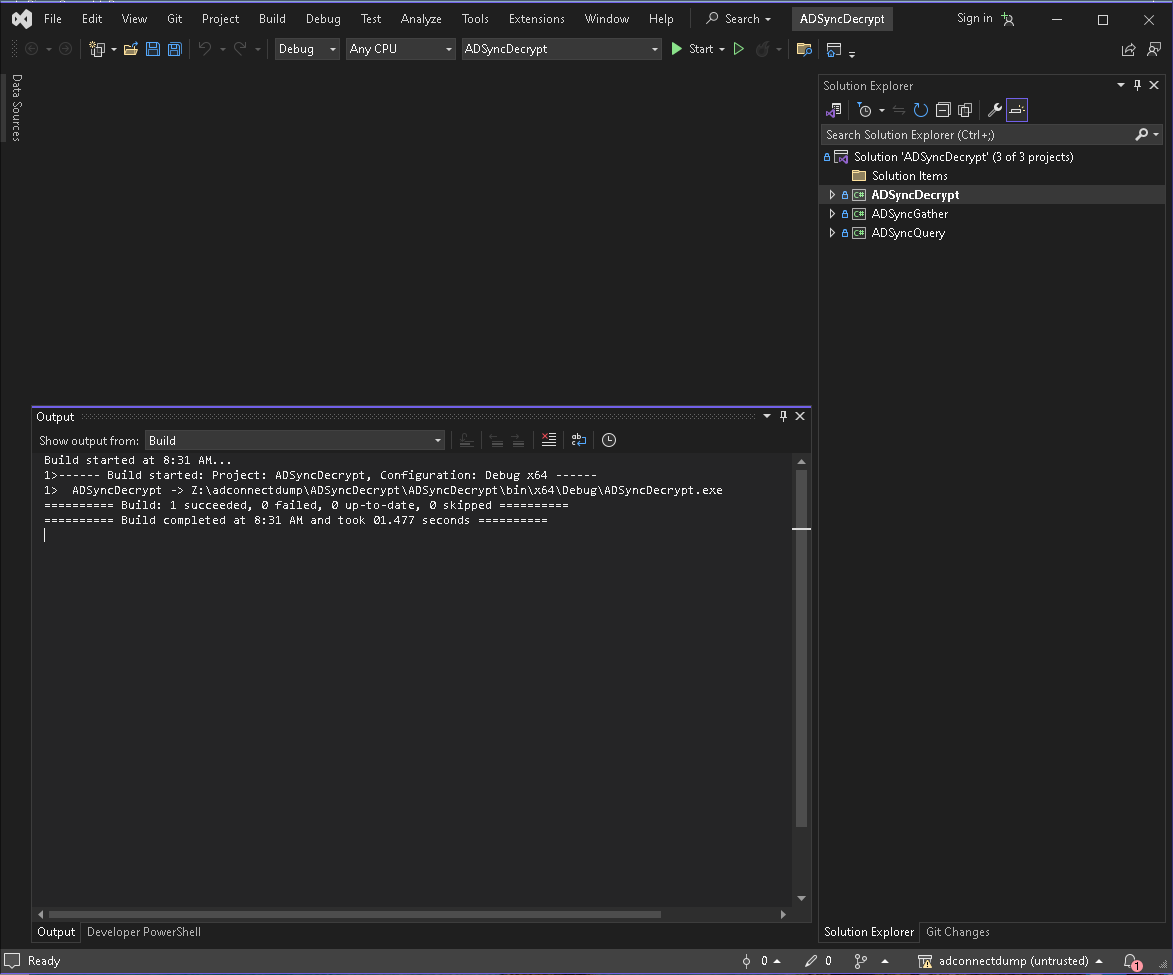 File Edit View Git Project Build Debug Test Analyze Tools Extensions Window Help Search ADSyncDecrypt Sign in
Debug Any CPU ADSyncDecrypt Start
Data Sources
Solution Explorer
Search Solution Explorer (Ctrl+;)
Solution 'ADSyncDecrypt' (3 of 3 projects)
Solution Items
C# ADSyncDecrypt
C# ADSyncGather
C# ADSyncQuery
Output
Show output from: Build
Build started at 8:31 AM...
1>------ Build started: Project: ADSyncDecrypt, Configuration: Debug x64 ------
1>  ADSyncDecrypt -> Z:\adconnectdump\ADSyncDecrypt\ADSyncDecrypt\bin\x64\Debug\ADSyncDecrypt.exe
========== Build: 1 succeeded, 0 failed, 0 up-to-date, 0 skipped ==========
========== Build completed at 8:31 AM and took 01.477 seconds ==========
Output Developer PowerShell
Solution Explorer Git Changes
Ready 0 0 adconnectdump (untrusted) 1